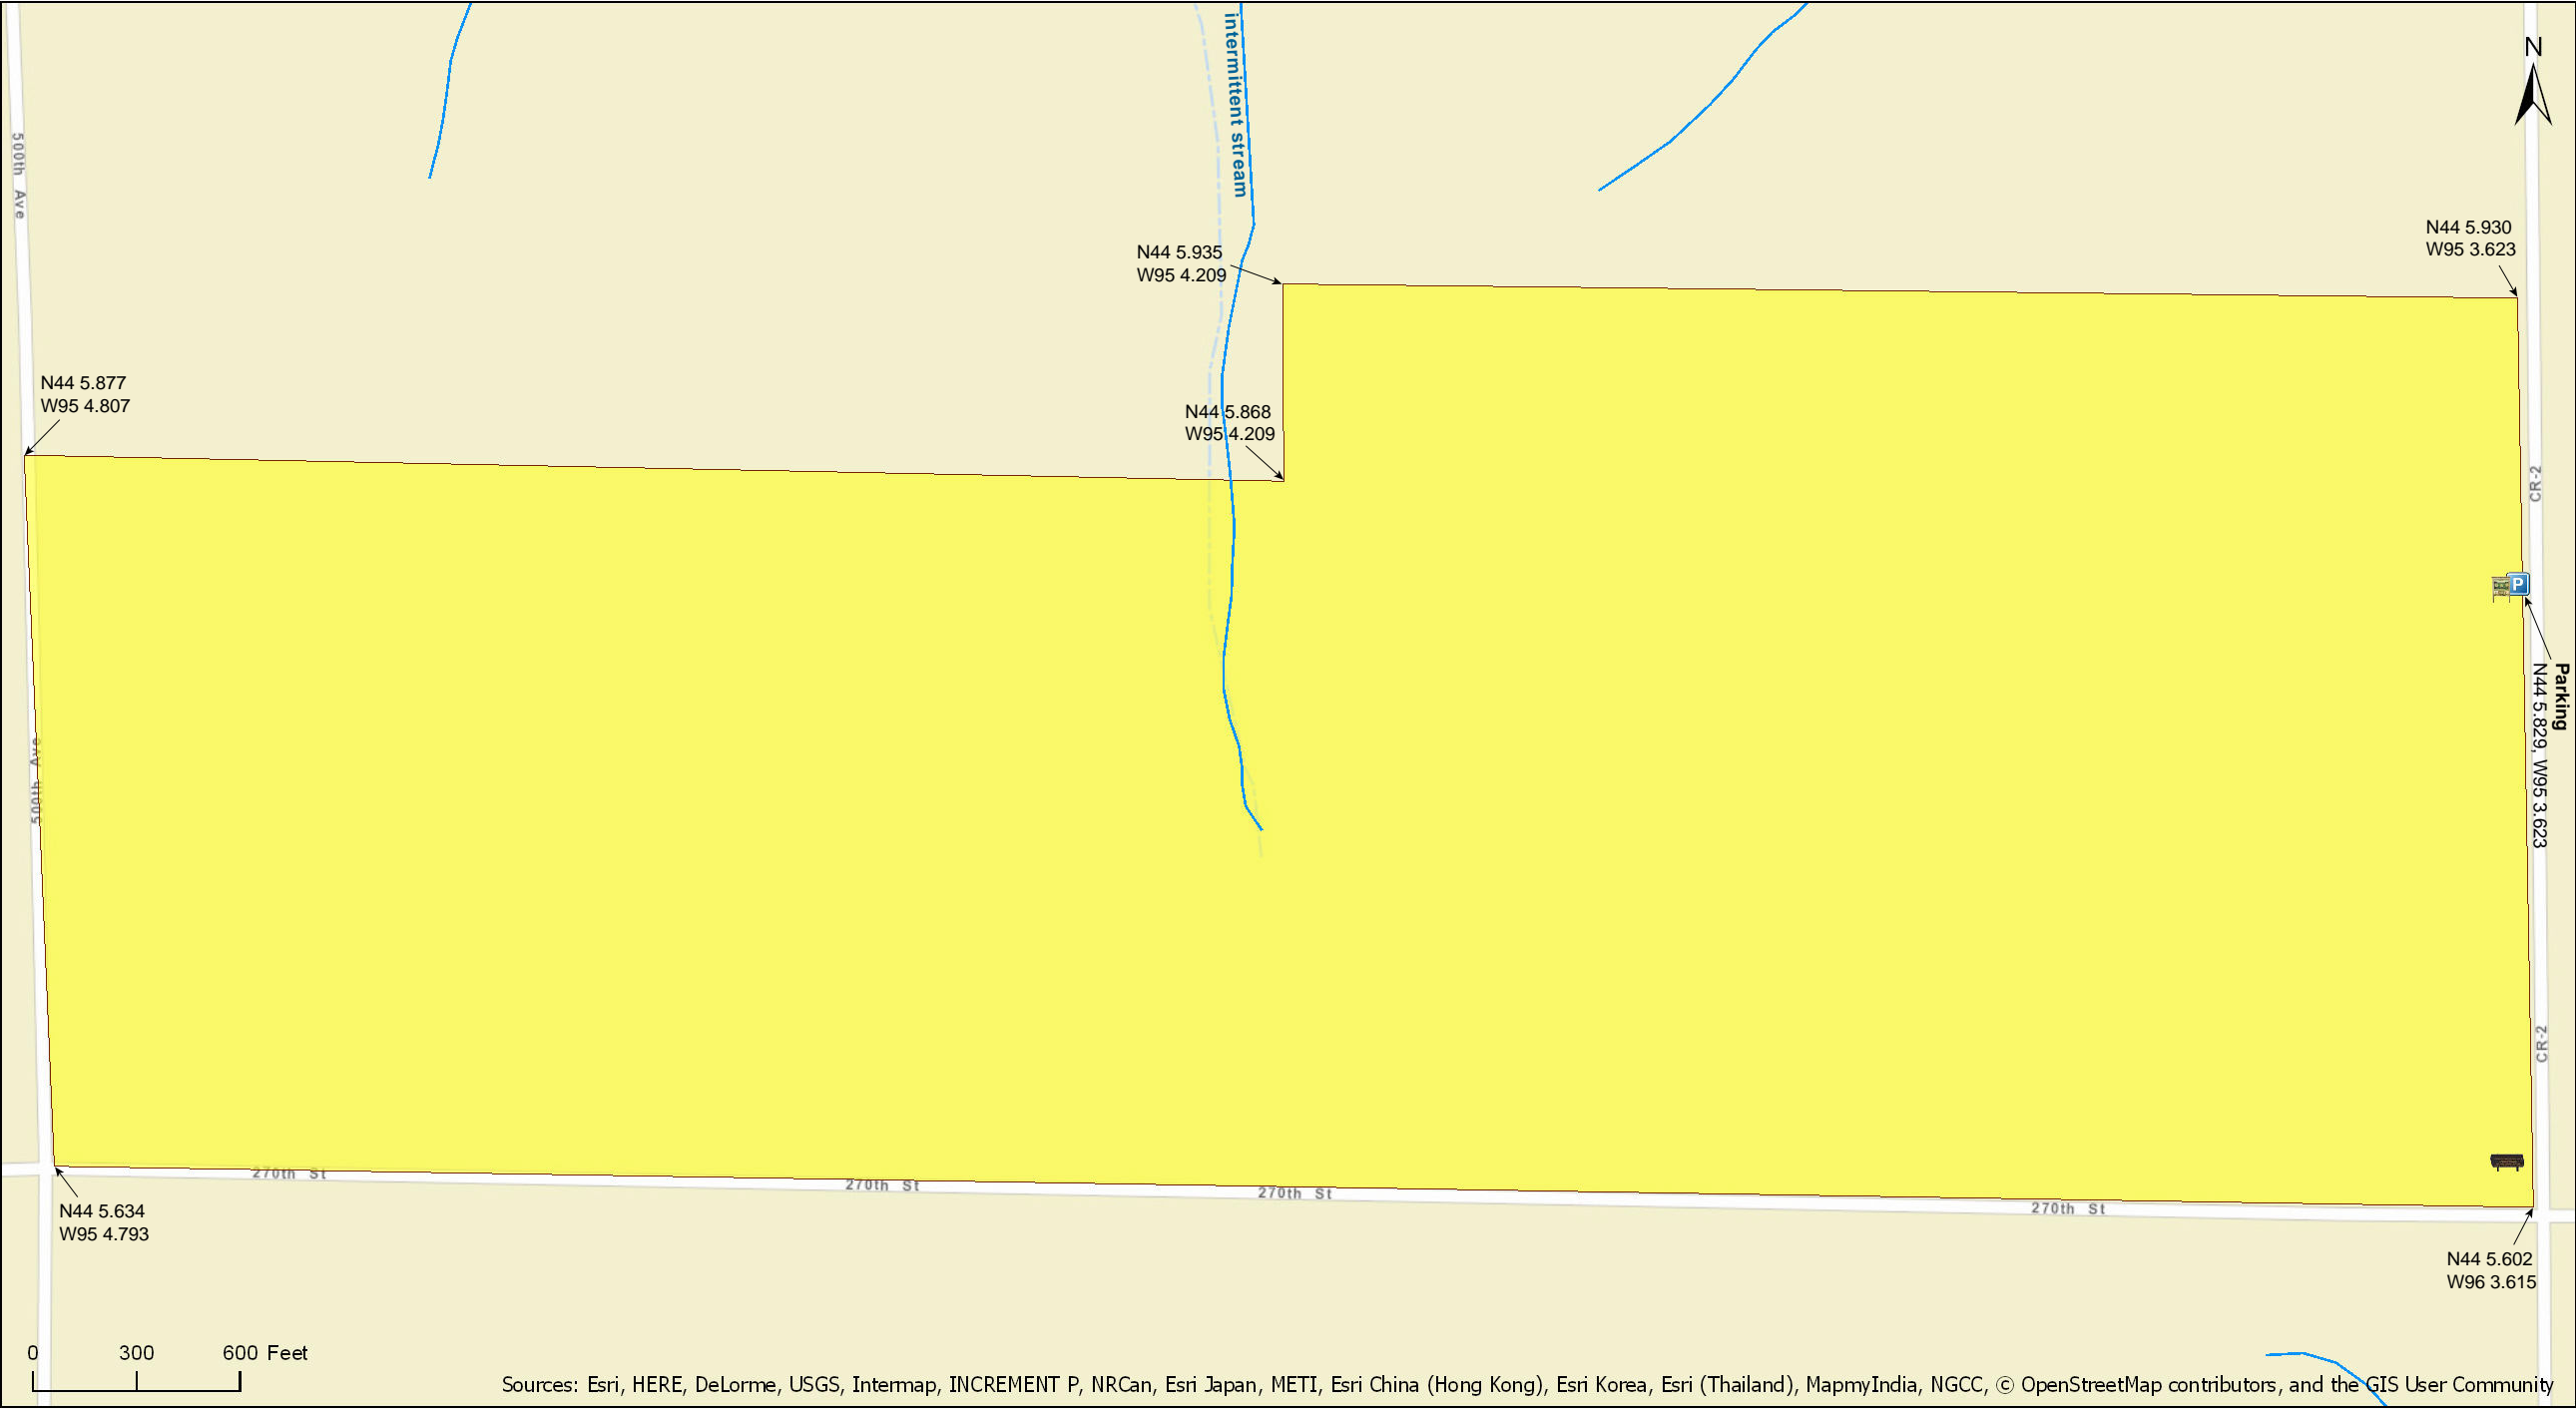 intermittent stream
N
500th Ave
N44 5.930
W95 3.623
N44 5.935
W95 4.209
N44 5.877
W95 4.807
N44 5.868
W95 4.209
CR-2
P
Parking
N44 5.829, W95 3.623
500th Ave
CR-2
270th St
270th St
270th St
270th St
N44 5.634
W95 4.793
N44 5.602
W96 3.615
0 300 600 Feet
Sources: Esri, HERE, DeLorme, USGS, Intermap, INCREMENT P, NRCan, Esri Japan, METI, Esri China (Hong Kong), Esri Korea, Esri (Thailand), MapmyIndia, NGCC, © OpenStreetMap contributors, and the GIS User Community